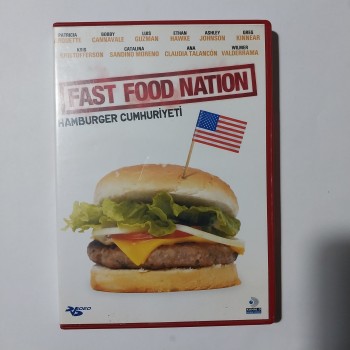 PATRICIA ARQUETTE BOBBY CANNAVALE LUIS GUZMAN ETHAN HAWKE ASHLEY JOHNSON GREG KINNEAR
KRIS KRISTOFFERSON CATALINA SANDINO MORENO ANA CLAUDIA TALANCÓN WILMER VALDERRAMA
FAST FOOD NATION
HAMBURGER CUMHURİYETİ